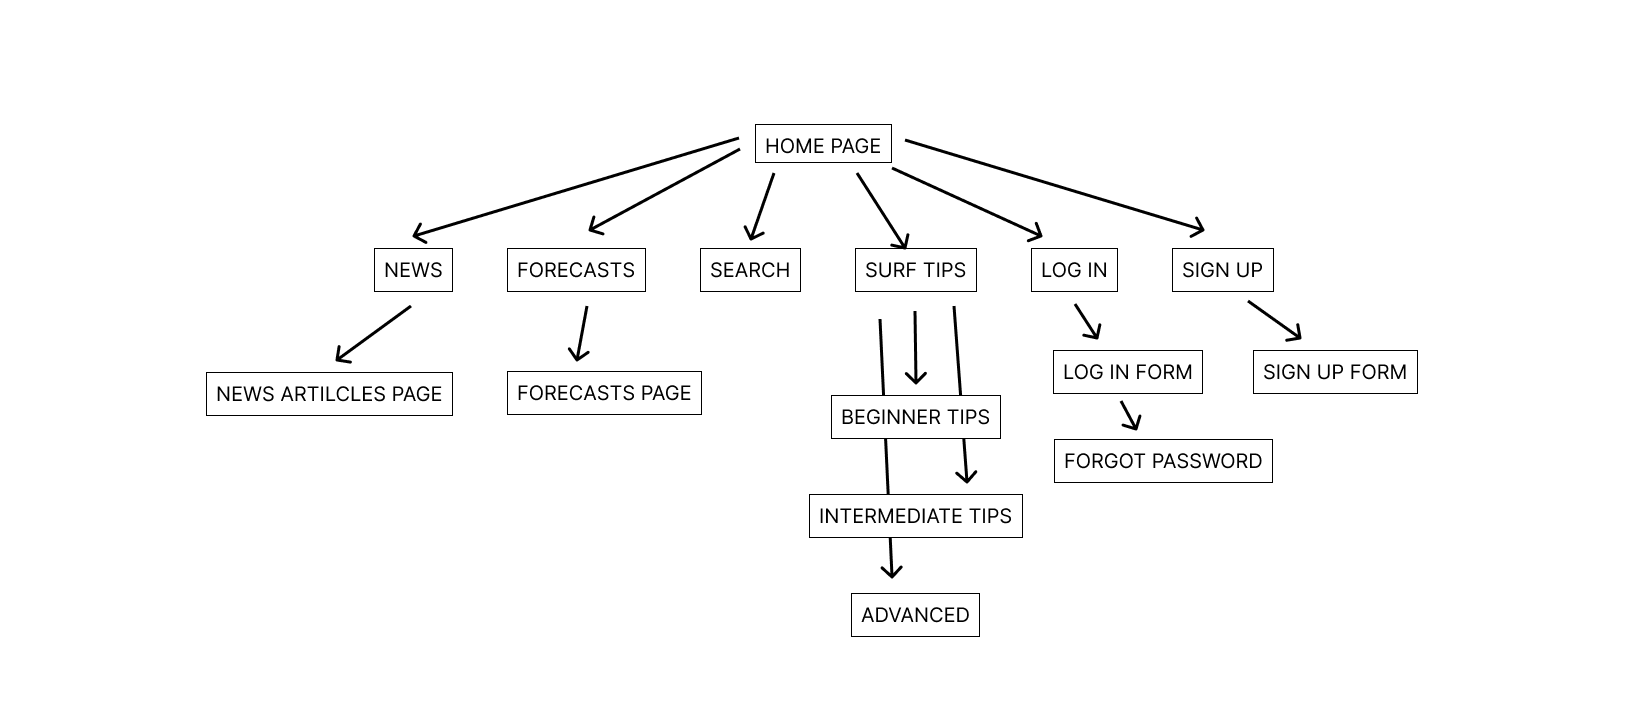 HOME PAGE
NEWS
FORECASTS
SEARCH
SURF TIPS
LOG IN
SIGN UP
NEWS ARTILCLES PAGE
FORECASTS PAGE
LOG IN FORM
SIGN UP FORM
BEGINNER TIPS
FORGOT PASSWORD
INTERMEDIATE TIPS
ADVANCED